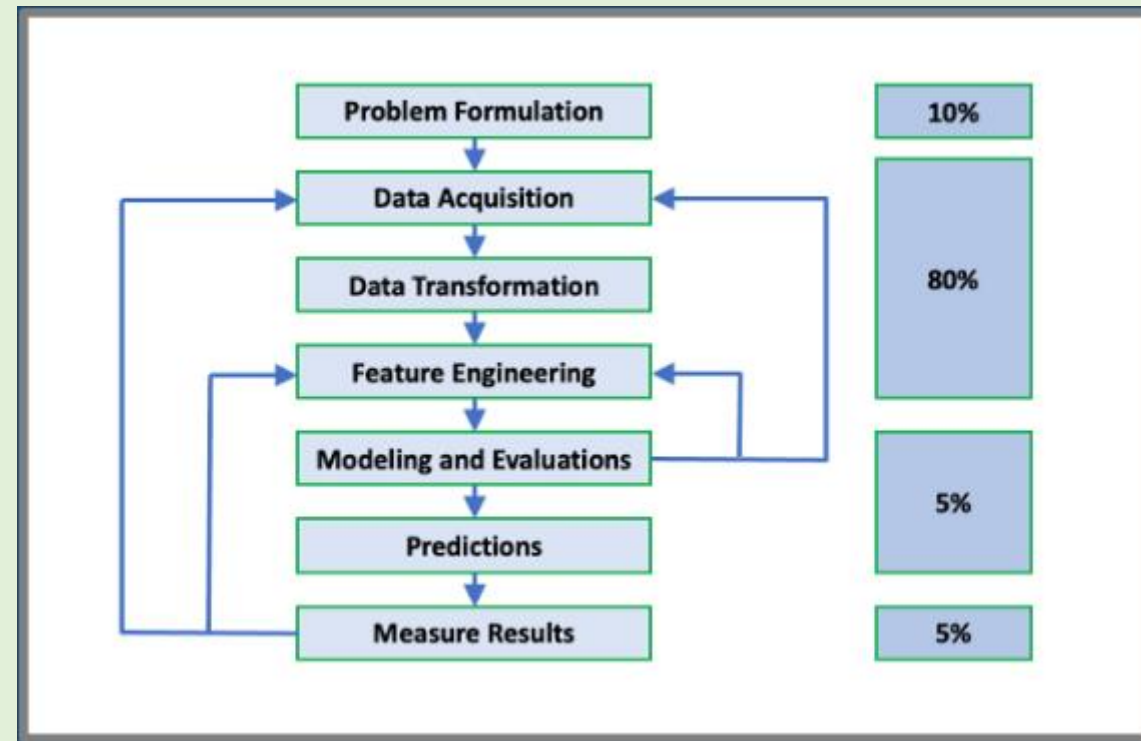 Problem Formulation
10%
Data Acquisition
Data Transformation
80%
Feature Engineering
Modeling and Evaluations
5%
Predictions
Measure Results
5%